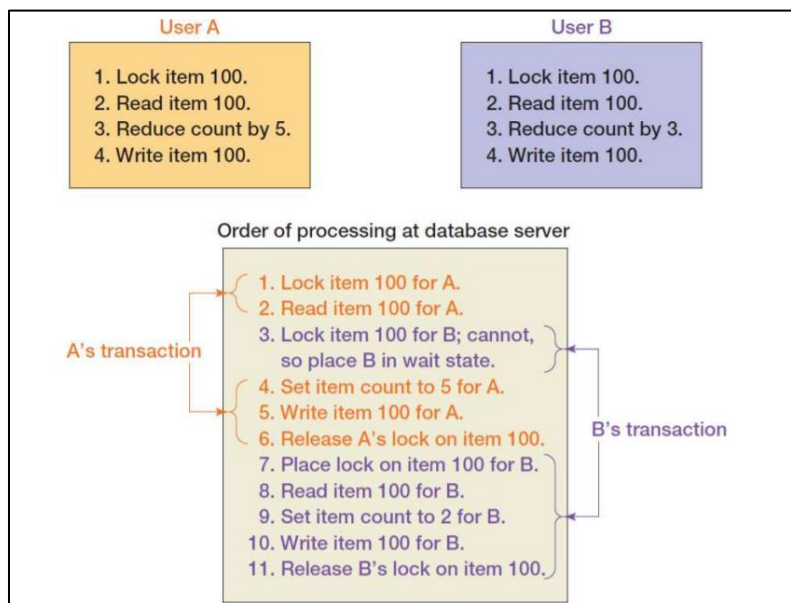 User A
1. Lock item 100.
2. Read item 100.
3. Reduce count by 5.
4. Write item 100.
User B
1. Lock item 100.
2. Read item 100.
3. Reduce count by 3.
4. Write item 100.
Order of processing at database server
1. Lock item 100 for A.
2. Read item 100 for A.
3. Lock item 100 for B; cannot,
so place B in wait state.
4. Set item count to 5 for A.
5. Write item 100 for A.
6. Release A's lock on item 100.
7. Place lock on item 100 for B.
8. Read item 100 for B.
9. Set item count to 2 for B.
10. Write item 100 for B.
11. Release B's lock on item 100.
A's transaction
B's transaction